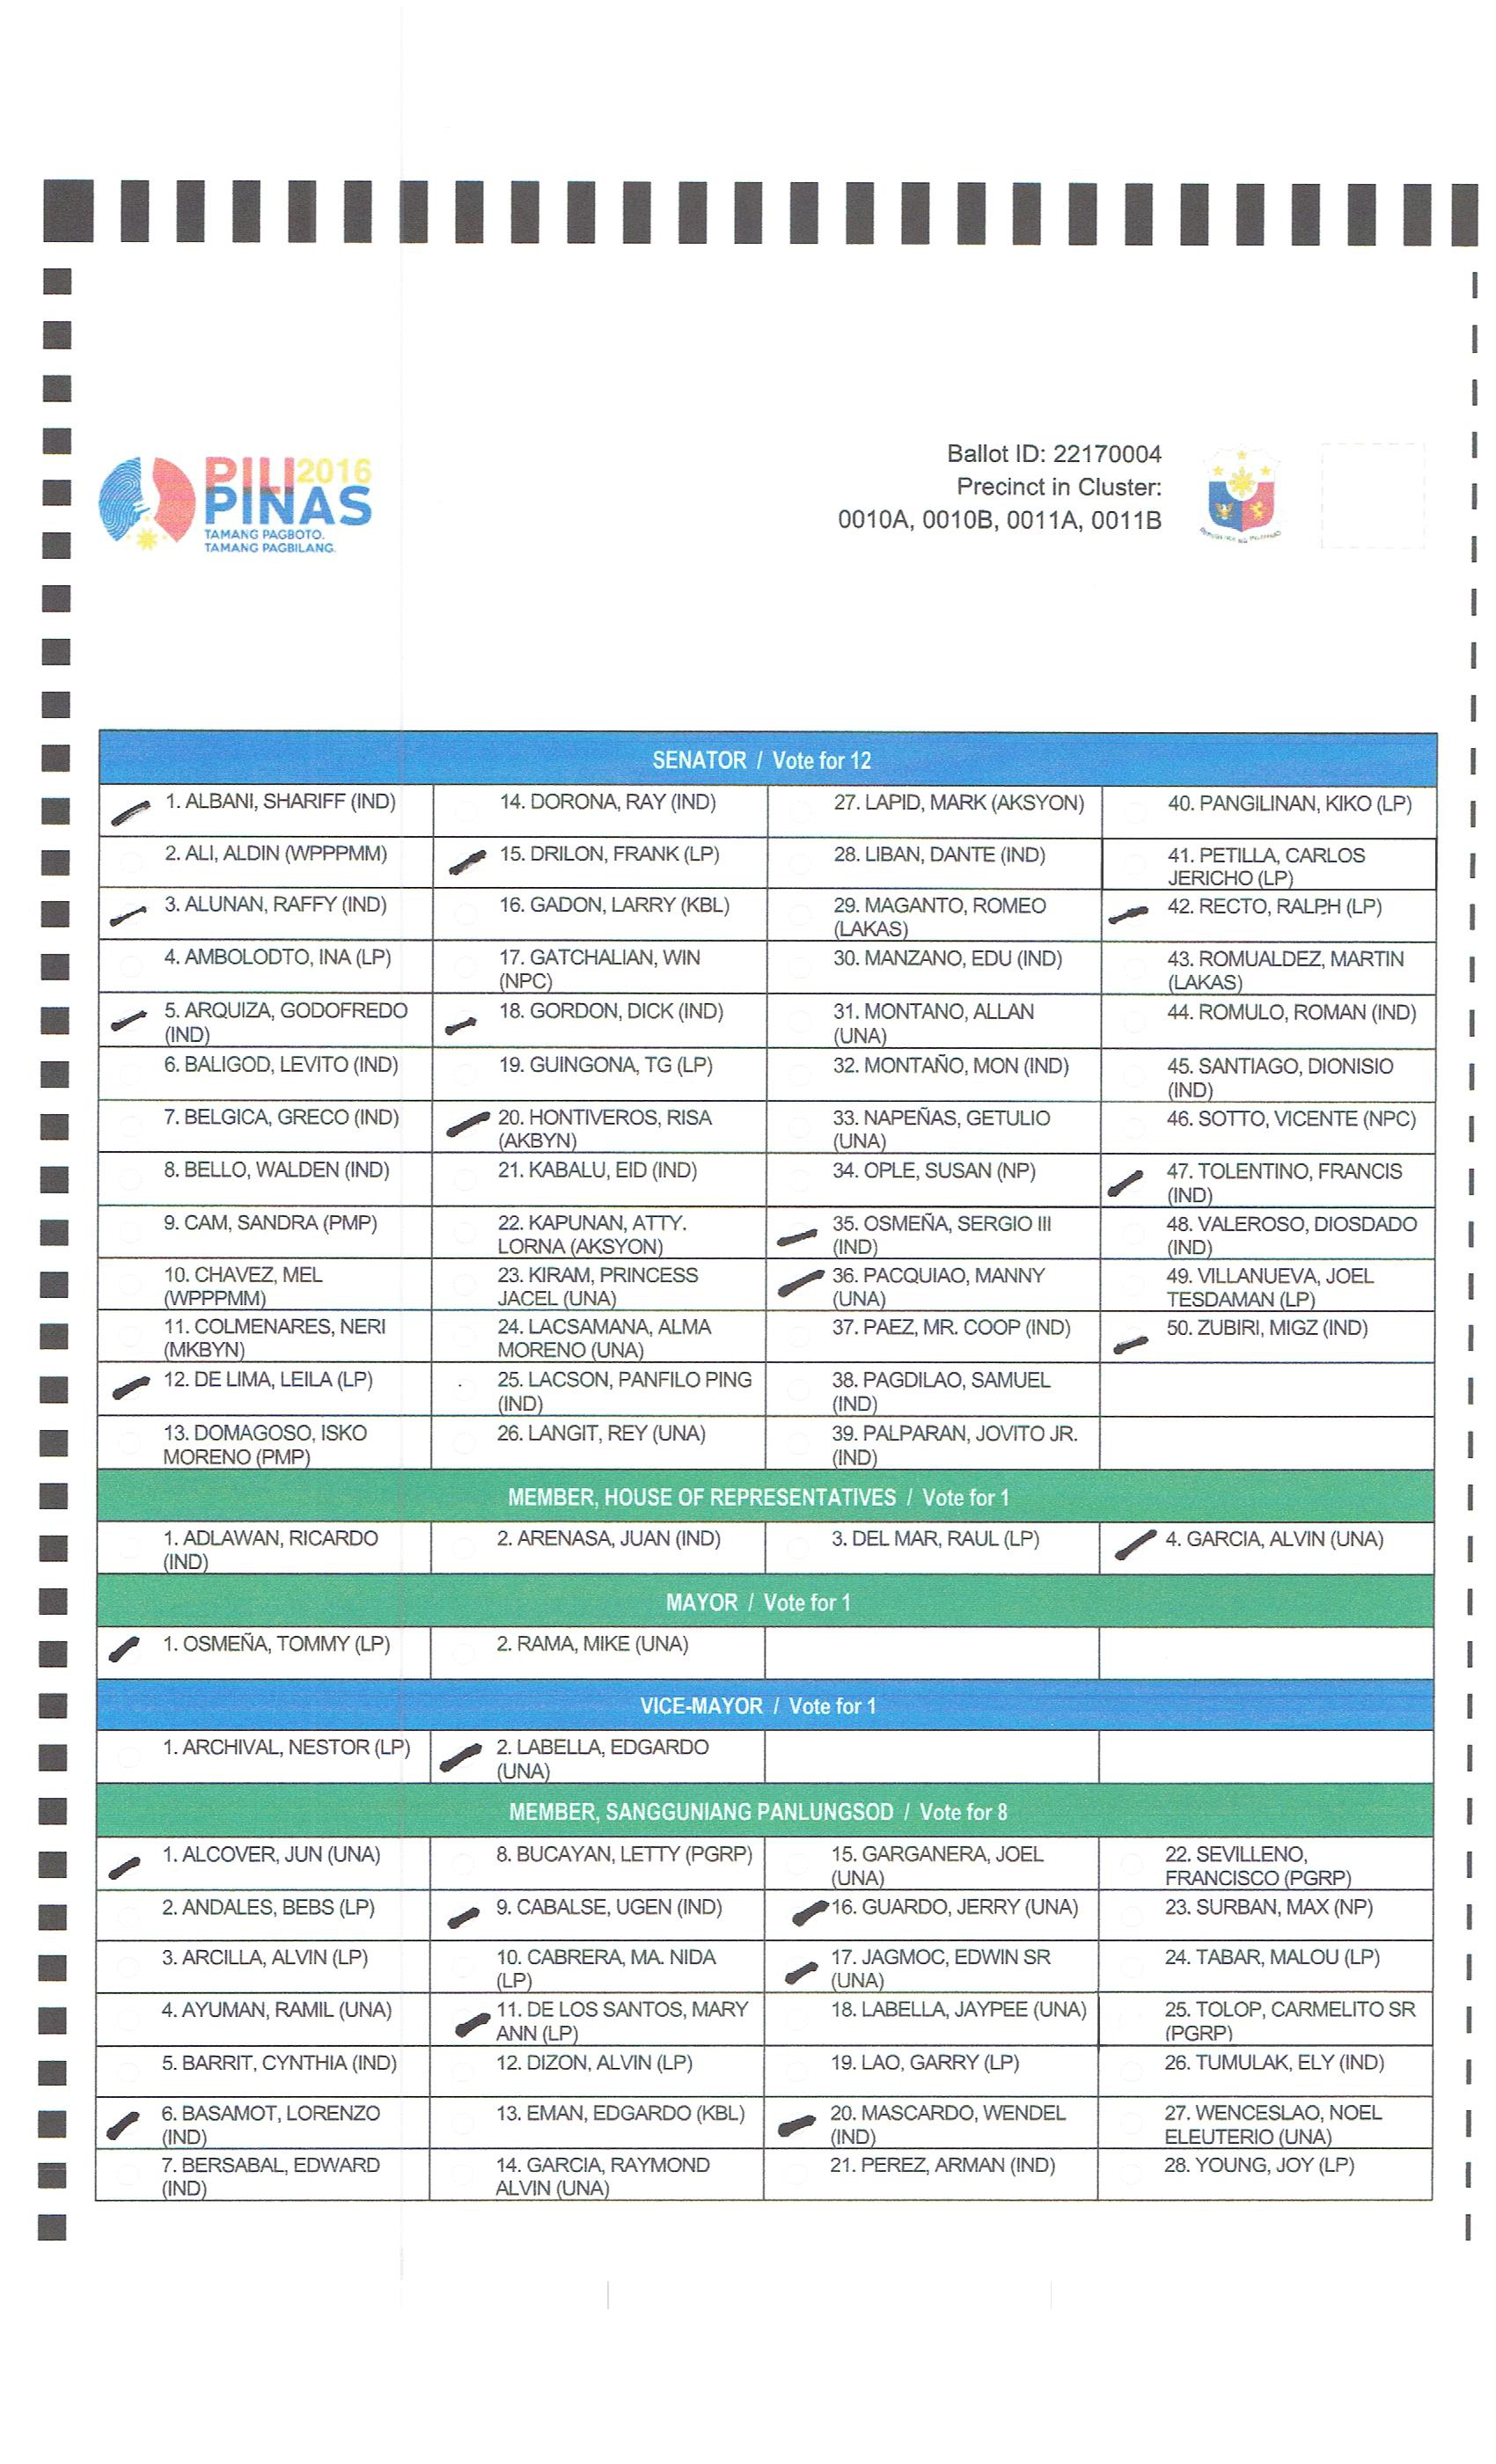 PILI 2016
PINAS
TAMANG PAGBOTO.
TAMANG PAGBILANG.
Ballot ID: 22170004
Precinct in Cluster:
0010A, 0010B, 0011A, 0011B
SENATOR / Vote for 12
1. ALBANI, SHARIFF (IND)
2. ALI, ALDIN (WPPPMM)
3. ALUNAN, RAFFY (IND)
4. AMBOLODTO, INA (LP)
5. ARQUIZA, GODOFREDO
(IND)
6. BALIGOD, LEVITO (IND)
7. BELGICA, GRECO (IND)
8. BELLO, WALDEN (IND)
9. CAM, SANDRA (PMP)
10. CHAVEZ, MEL
(WPPPMM)
11. COLMENARES, NERI
(MKBYN)
12. DE LIMA, LEILA (LP)
13. DOMAGOSO, ISKO
MORENO (PMP)
14. DORONA, RAY (IND)
15. DRILON, FRANK (LP)
16. GADON, LARRY (KBL)
17. GATCHALIAN, WIN
(NPC)
18. GORDON, DICK (IND)
19. GUINGONA, TG (LP)
20. HONTIVEROS, RISA
(AKBYN)
21. KABALU, EID (IND)
22. KAPUNAN, ATTY.
LORNA (AKSYON)
23. KIRAM, PRINCESS
JACEL (UNA)
24. LACSAMANA, ALMA
MORENO (UNA)
25. LACSON, PANFILO PING
(IND)
26. LANGIT, REY (UNA)
27. LAPID, MARK (AKSYON)
28. LIBAN, DANTE (IND)
29. MAGANTO, ROMEO
(LAKAS)
30. MANZANO, EDU (IND)
31. MONTANO, ALLAN
(UNA)
32. MONTAÑO, MON (IND)
33. NAPEÑAS, GETULIO
(UNA)
34. OPLE, SUSAN (NP)
35. OSMEÑA, SERGIO III
(IND)
36. PACQUIAO, MANNY
(UNA)
37. PAEZ, MR. COOP (IND)
38. PAGDILAO, SAMUEL
(IND)
39. PALPARAN, JOVITO JR.
(IND)
40. PANGILINAN, KIKO (LP)
41. PETILLA, CARLOS
JERICHO (LP)
42. RECTO, RALPH (LP)
43. ROMUALDEZ, MARTIN
(LAKAS)
44. ROMULO, ROMAN (IND)
45. SANTIAGO, DIONISIO
(IND)
46. SOTTO, VICENTE (NPC)
47. TOLENTINO, FRANCIS
(IND)
48. VALEROSO, DIOSDADO
(IND)
49. VILLANUEVA, JOEL
TESDAMAN (LP)
50. ZUBIRI, MIGZ (IND)
MEMBER, HOUSE OF REPRESENTATIVES / Vote for 1
1. ADLAWAN, RICARDO
(IND)
2. ARENASA, JUAN (IND)
3. DEL MAR, RAUL (LP)
4. GARCIA, ALVIN (UNA)
MAYOR / Vote for 1
1. OSMEÑA, TOMMY (LP)
2. RAMA, MIKE (UNA)
VICE-MAYOR / Vote for 1
1. ARCHIVAL, NESTOR (LP)
2. LABELLA, EDGARDO
(UNA)
MEMBER, SANGGUNIANG PANLUNGSOD / Vote for 8
1. ALCOVER, JUN (UNA)
2. ANDALES, BEBS (LP)
3. ARCILLA, ALVIN (LP)
4. AYUMAN, RAMIL (UNA)
5. BARRIT, CYNTHIA (IND)
6. BASAMOT, LORENZO
(IND)
7. BERSABAL, EDWARD
(IND)
8. BUCAYAN, LETTY (PGRP)
9. CABALSE, UGEN (IND)
10. CABRERA, MA. NIDA
(LP)
11. DE LOS SANTOS, MARY
ANN (LP)
12. DIZON, ALVIN (LP)
13. EMAN, EDGARDO (KBL)
14. GARCIA, RAYMOND
ALVIN (UNA)
15. GARGANERA, JOEL
(UNA)
16. GUARDO, JERRY (UNA)
17. JAGMOC, EDWIN SR
(UNA)
18. LABELLA, JAYPEE (UNA)
19. LAO, GARRY (LP)
20. MASCARDO, WENDEL
(IND)
21. PEREZ, ARMAN (IND)
22. SEVILLENO,
FRANCISCO (PGRP)
23. SURBAN, MAX (NP)
24. TABAR, MALOU (LP)
25. TOLOP, CARMELITO SR
(PGRP)
26. TUMULAK, ELY (IND)
27. WENCESLAO, NOEL
ELEUTERIO (UNA)
28. YOUNG, JOY (LP)